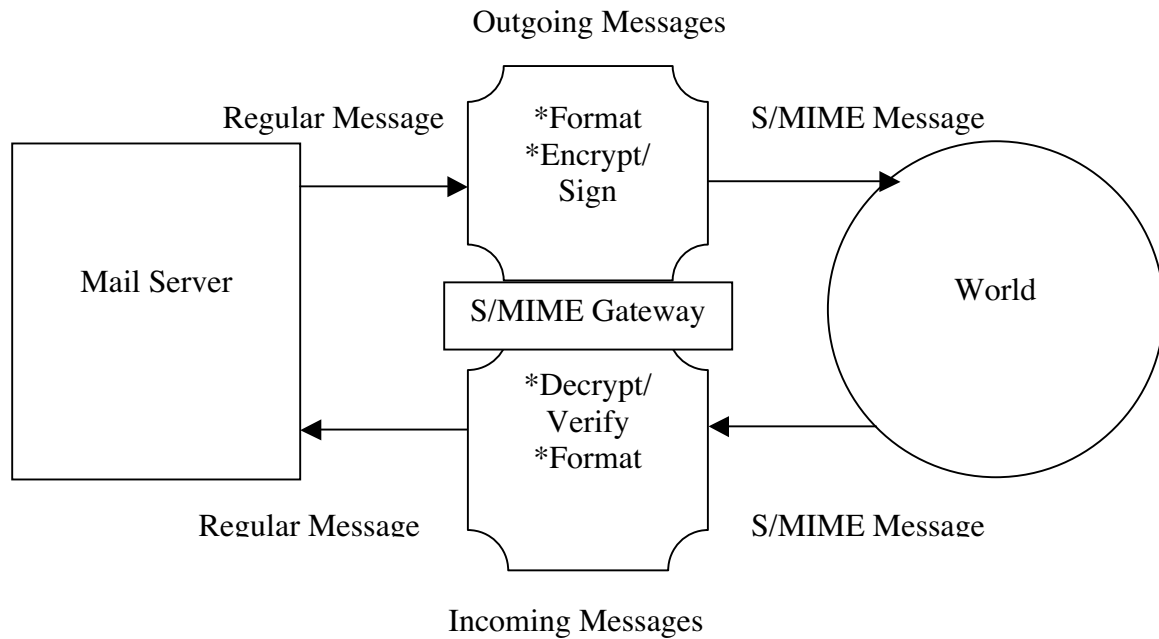 Outgoing Messages
Regular Message
*Format
*Encrypt/
Sign
S/MIME Message
Mail Server
S/MIME Gateway
World
*Decrypt/
Verify
*Format
Regular Message
S/MIME Message
Incoming Messages